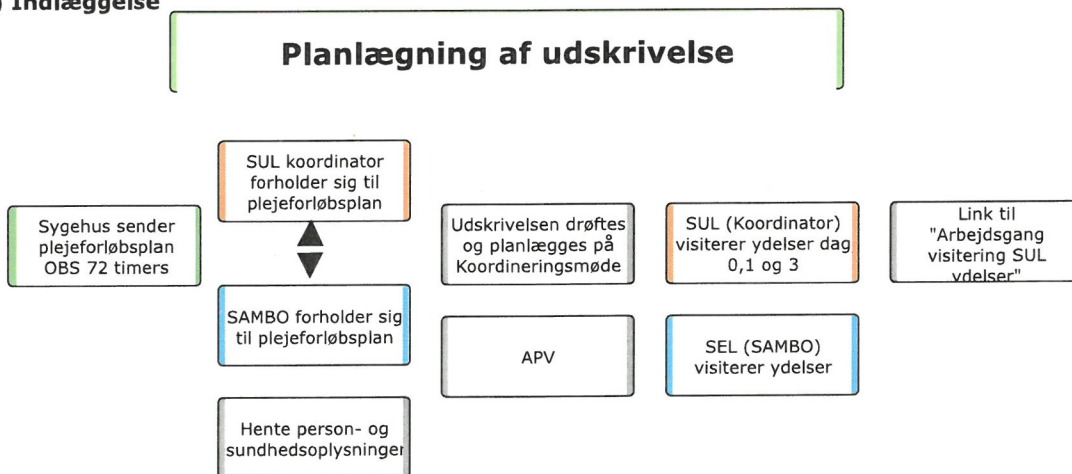 Indlæggelse
Planlægning af udskrivelse
Sygehus sender
plejeforløbsplan
OBS 72 timers
SUL koordinator
forholder sig til
plejeforløbsplan
SAMBO forholder sig
til plejeforløbsplan
Hente person- og
sundhedsoplysninger
Udskrivelsen drøftes
og planlægges på
Koordineringsmøde
APV
SUL (Koordinator)
visiterer ydelser dag
0,1 og 3
SEL (SAMBO)
visiterer ydelser
Link til
"Arbejdsgang
visitering SUL
ydelser"